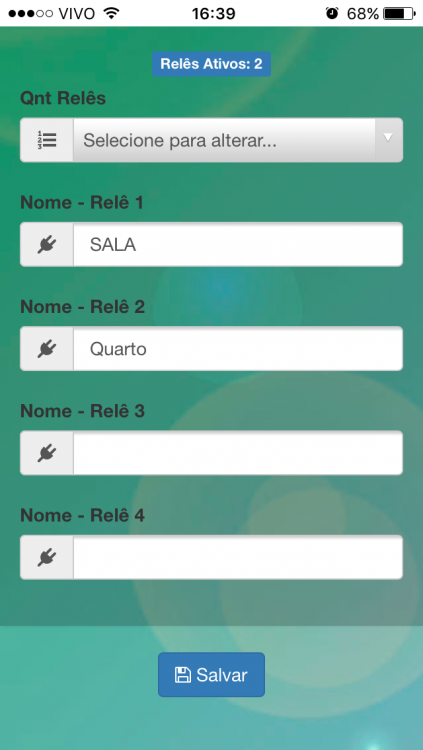 VIVO 16:39 68%
Relês Ativos: 2
Qnt Relês
Selecione para alterar...
Nome - Relê 1
SALA
Nome - Relê 2
Quarto
Nome - Relê 3
Nome - Relê 4
Salvar